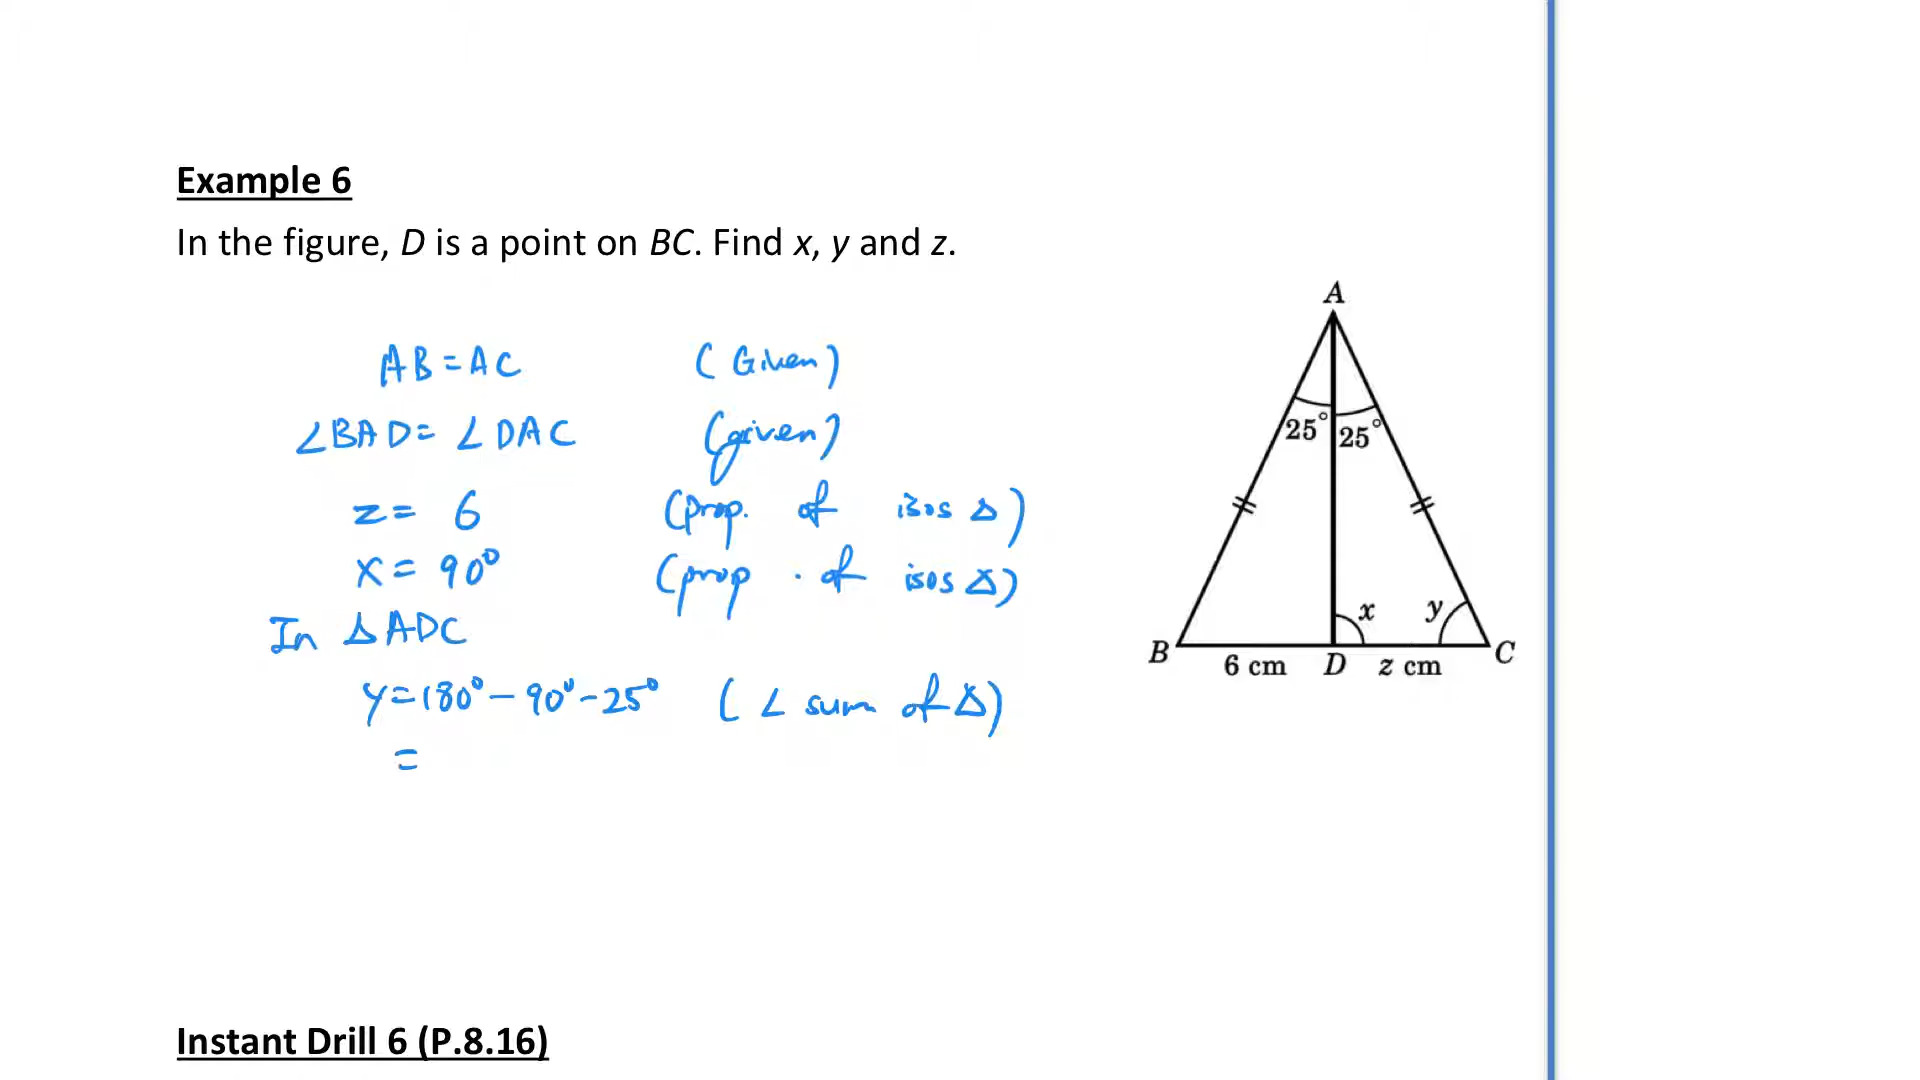 Example 6
In the figure, D is a point on BC. Find x, y and z.
AB = AC (Given)
∠BAD = ∠DAC (given)
z = 6 (prop. of isos Δ)
x = 90° (prop. of isos Δ)
In ΔADC
y = 180° - 90° - 25° (∠ sum of Δ)
=
A
25° 25°
x y
B 6 cm D z cm C
Instant Drill 6 (P.8.16)